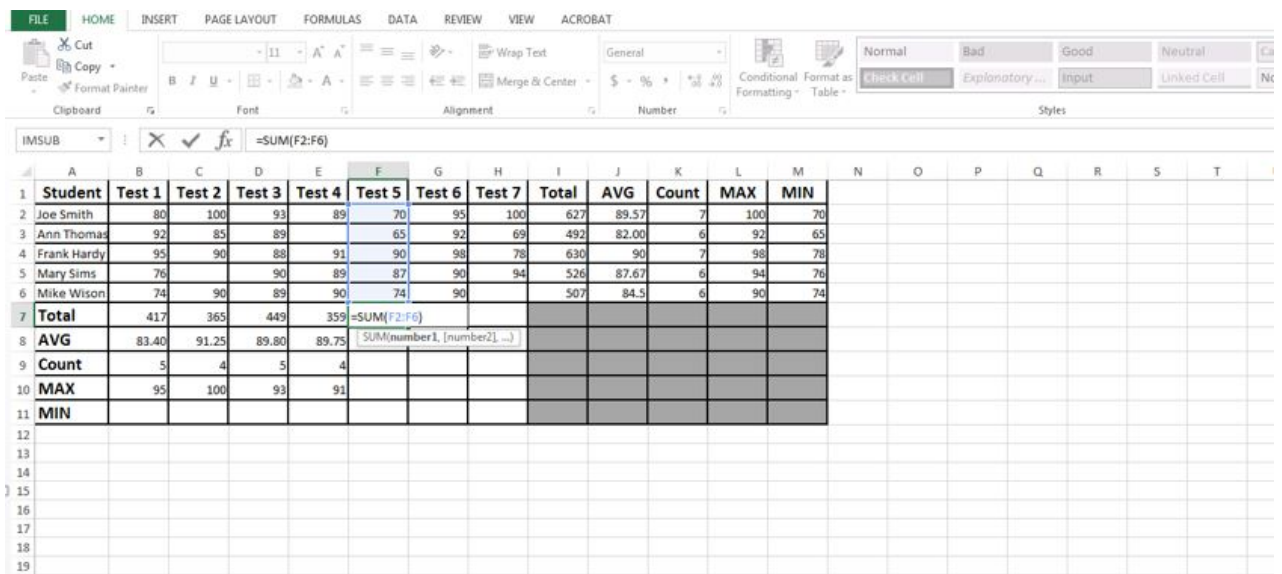 FILE HOME INSERT PAGE LAYOUT FORMULAS DATA REVIEW VIEW ACROBAT
Cut
Copy
Format Painter
Paste
11 A A Wrap Text General
B I U A Merge & Center $ % Conditional Formatting Format as Table
Normal Bad Good Neutral Ca
Check Cell Explanatory ... Input Linked Cell No
Clipboard Font Alignment Number Styles
IMSUB fx =SUM(F2:F6)
A B C D E F G H I J K L M N O P Q R S T
1 Student Test 1 Test 2 Test 3 Test 4 Test 5 Test 6 Test 7 Total AVG Count MAX MIN
2 Joe Smith 80 100 93 89 70 95 100 627 89.57 7 100 70
3 Ann Thomas 92 85 89 65 92 69 492 82.00 6 92 65
4 Frank Hardy 95 90 88 91 90 98 78 630 90 7 98 78
5 Mary Sims 76 90 89 87 90 94 526 87.67 6 94 76
6 Mike Wison 74 90 89 90 74 90 507 84.5 6 90 74
7 Total 417 365 449 359 =SUM(F2:F6)
8 AVG 83.40 91.25 89.80 89.75 SUM(number1, [number2], ...)
9 Count 5 4 5 4
10 MAX 95 100 93 91
11 MIN
12
13
14
15
16
17
18
19